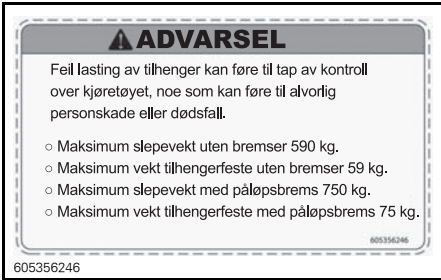 ADVARSEL
Feil lasting av tilhenger kan føre til tap av kontroll
over kjøretøyet, noe som kan føre til alvorlig
personskade eller dødsfall.
○ Maksimum slepevekt uten bremser 590 kg.
○ Maksimum vekt tilhengerfeste uten bremser 59 kg.
○ Maksimum slepevekt med påløpsbrems 750 kg.
○ Maksimum vekt tilhengerfeste med påløpsbrems 75 kg.
605356246
605356246